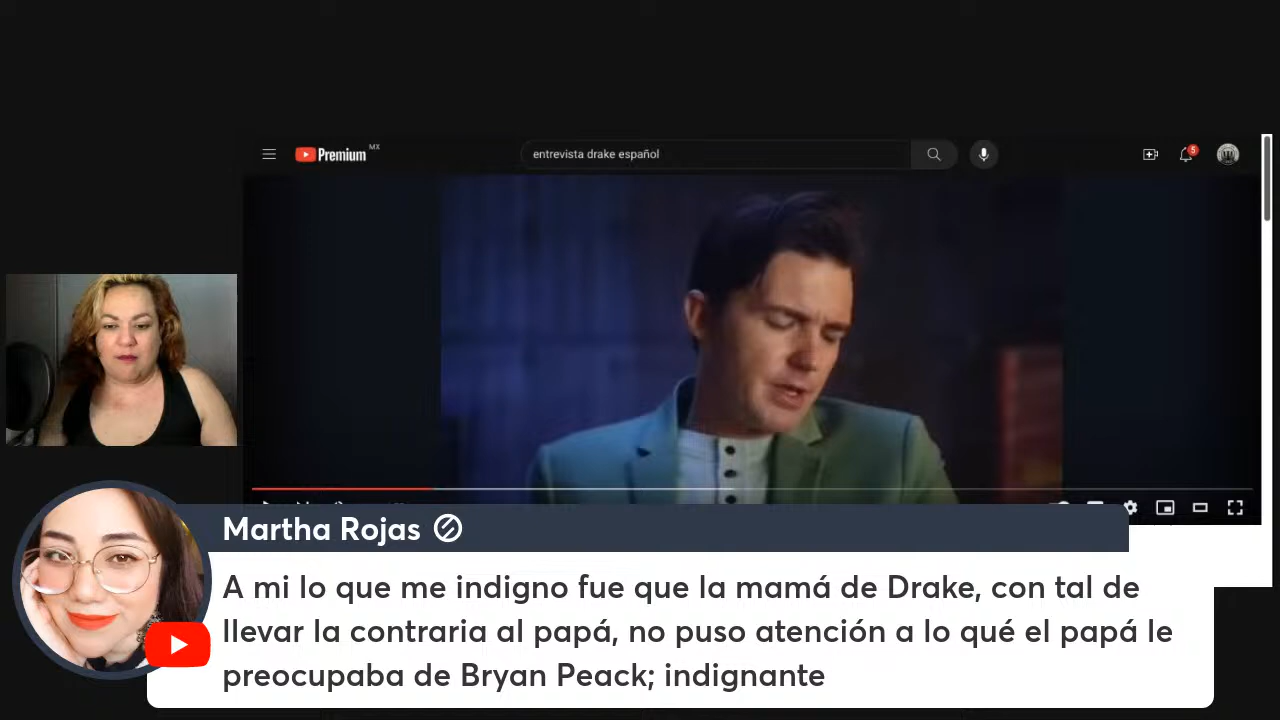 Premium MX
entrevista drake español
5
Martha Rojas
A mi lo que me indigno fue que la mamá de Drake, con tal de
llevar la contraria al papá, no puso atención a lo qué el papá le
preocupaba de Bryan Peack; indignante